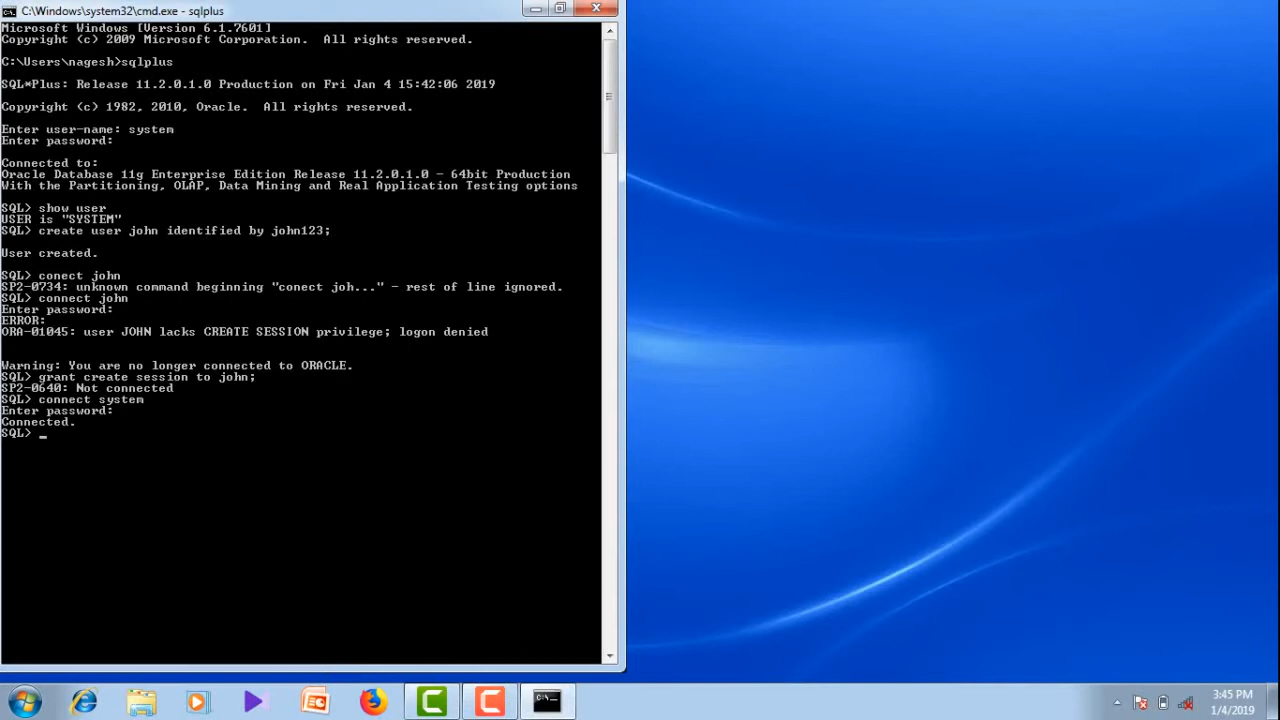 C:\Windows\system32\cmd.exe - sqlplus
Microsoft Windows [Version 6.1.7601]
Copyright (c) 2009 Microsoft Corporation.  All rights reserved.
C:\Users\nagesh>sqlplus
SQL*Plus: Release 11.2.0.1.0 Production on Fri Jan 4 15:42:06 2019
Copyright (c) 1982, 2010, Oracle.  All rights reserved.
Enter user-name: system
Enter password:
Connected to:
Oracle Database 11g Enterprise Edition Release 11.2.0.1.0 - 64bit Production
With the Partitioning, OLAP, Data Mining and Real Application Testing options
SQL> show user
USER is "SYSTEM"
SQL> create user john identified by john123;
User created.
SQL> conect john
SP2-0734: unknown command beginning "conect joh..." - rest of line ignored.
SQL> connect john
Enter password:
ERROR:
ORA-01045: user JOHN lacks CREATE SESSION privilege; logon denied
Warning: You are no longer connected to ORACLE.
SQL> grant create session to john;
SP2-0640: Not connected
SQL> connect system
Enter password:
Connected.
SQL> _
3:45 PM
1/4/2019